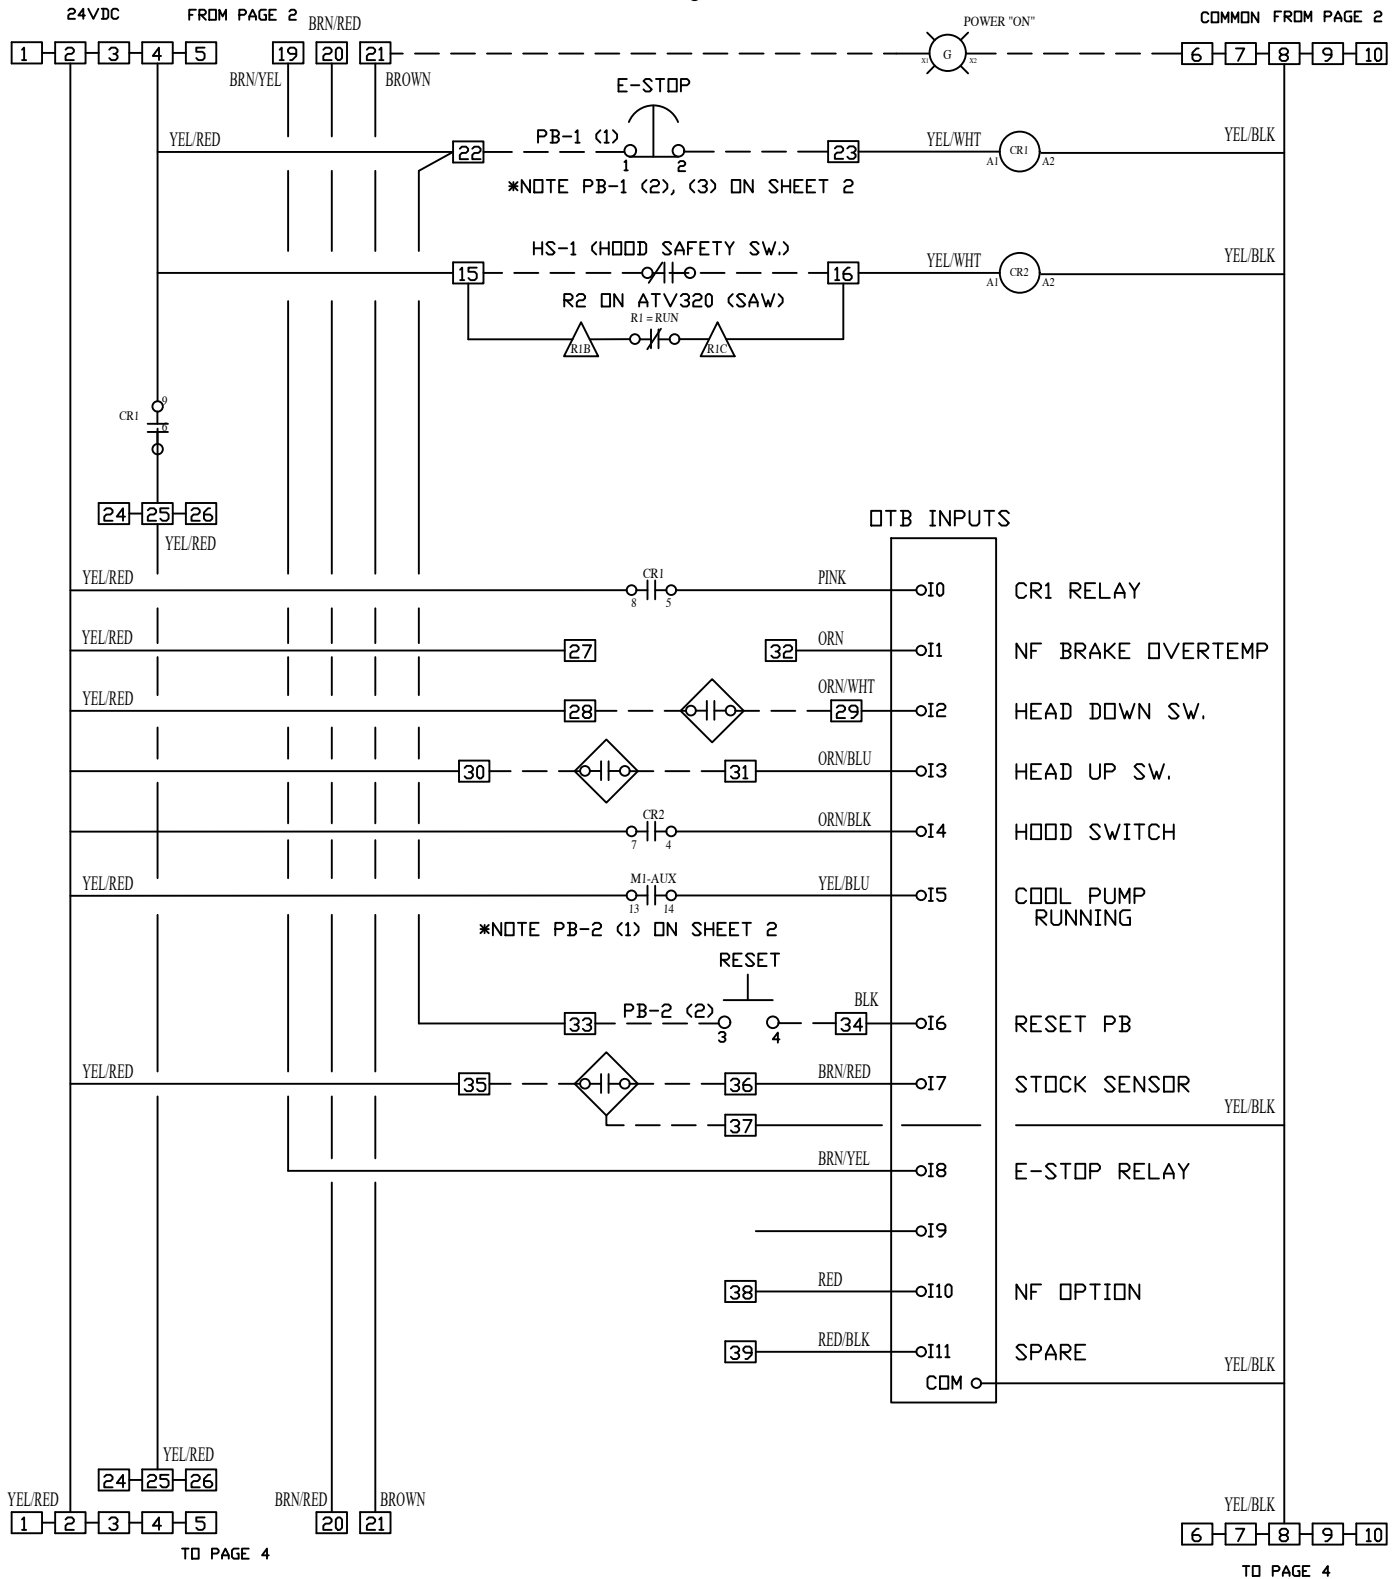 24VDC FROM PAGE 2 BRN/RED POWER "ON" COMMON FROM PAGE 2
1 2 3 4 5 19 20 21 X1 G X2 6 7 8 9 10
BRN/YEL BROWN
E-STOP
YEL/RED PB-1 (1) YEL/WHT YEL/BLK
22 1 2 23 A1 CR1 A2
*NOTE PB-1 (2), (3) ON SHEET 2
HS-1 (HOOD SAFETY SW.) YEL/WHT YEL/BLK
15 16 A1 CR2 A2
R2 ON ATV320 (SAW)
R1 = RUN
R1B R1C
9
CR1 6
24 25 26
YEL/RED
OTB INPUTS
YEL/RED CR1 PINK
8 5 I0 CR1 RELAY
YEL/RED ORN
27 32 I1 NF BRAKE OVERTEMP
YEL/RED ORN/WHT
28 29 I2 HEAD DOWN SW.
ORN/BLU
30 31 I3 HEAD UP SW.
CR2 ORN/BLK
7 4 I4 HOOD SWITCH
YEL/RED M1-AUX YEL/BLU
13 14 I5 COOL PUMP
RUNNING
*NOTE PB-2 (1) ON SHEET 2
RESET
PB-2 (2) BLK
33 3 4 34 I6 RESET PB
YEL/RED BRN/RED
35 36 I7 STOCK SENSOR
YEL/BLK
37
BRN/YEL
I8 E-STOP RELAY
I9
RED
38 I10 NF OPTION
RED/BLK
39 I11 SPARE
YEL/BLK
COM
YEL/RED
24 25 26
YEL/RED BRN/RED BROWN YEL/BLK
1 2 3 4 5 20 21 6 7 8 9 10
TO PAGE 4
TO PAGE 4